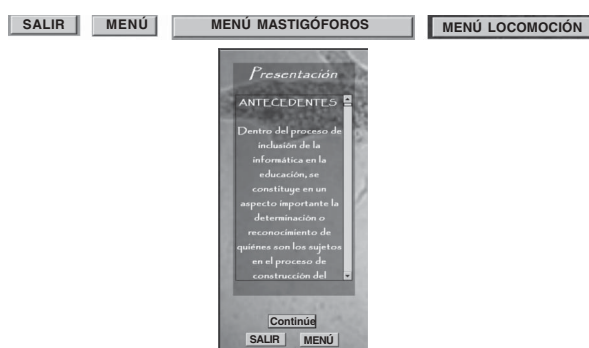 SALIR MENÚ MENÚ MASTIGÓFOROS MENÚ LOCOMOCIÓN
Presentación
ANTECEDENTES
Dentro del proceso de
inclusión de la
informática en la
educación, se
constituye en un
aspecto importante la
determinación o
reconocimiento de
quiénes son los sujetos
en el proceso de
construcción del
Continúe
SALIR MENÚ